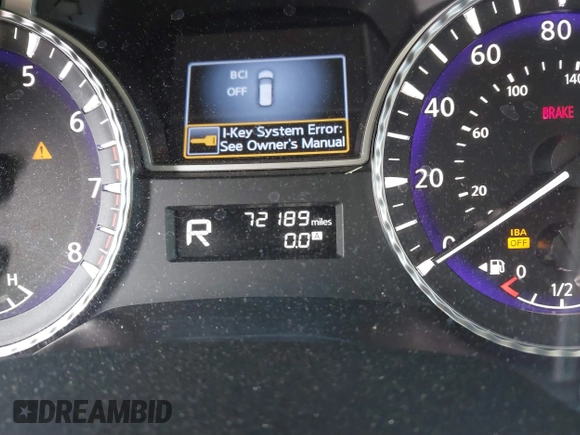 BCI
OFF
I-Key System Error:
See Owner's Manual
R
72189 miles
0.0 A
5
6
7
8
H
0
20
40
60
80
20
60
100
140
BRAKE
IBA
OFF
0
1/2
DREAMBID